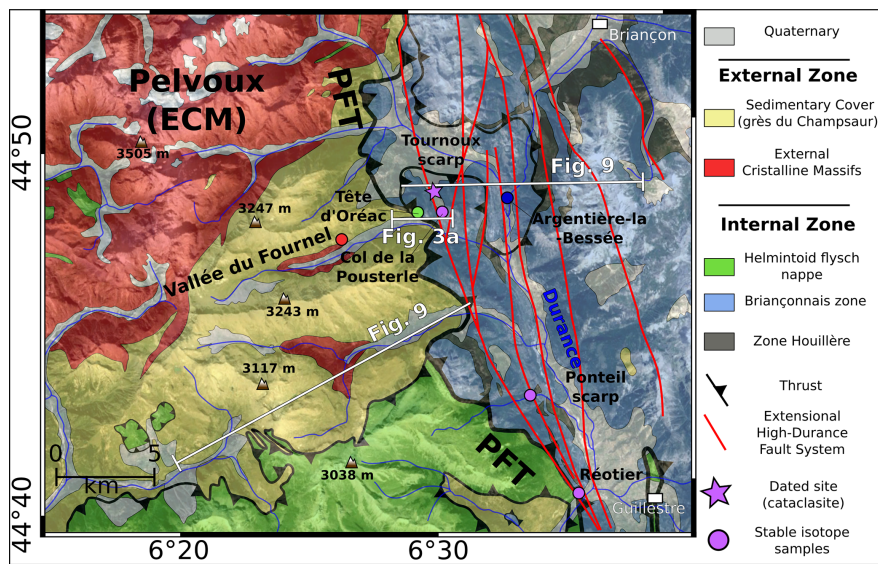 Pelvoux
(ECM)
PFT
Briançon
3505 m
Tournoux
scarp
Fig. 9
3247 m
Tête
d'Oréac
Argentière-la
-Bessée
Fig. 3a
Vallée du Fournel
Col de la
Pousterle
3243 m
Fig. 9
Durance
3117 m
Ponteil
scarp
PFT
0
5
km
3038 m
Réotier
Guillestre
44°50
44°40
6°20
6°30
Quaternary
External Zone
Sedimentary Cover
(grès du Champsaur)
External
Cristalline Massifs
Internal Zone
Helmintoid flysch
nappe
Briançonnais zone
Zone Houillère
Thrust
Extensional
High-Durance
Fault System
Dated site
(cataclasite)
Stable isotope
samples